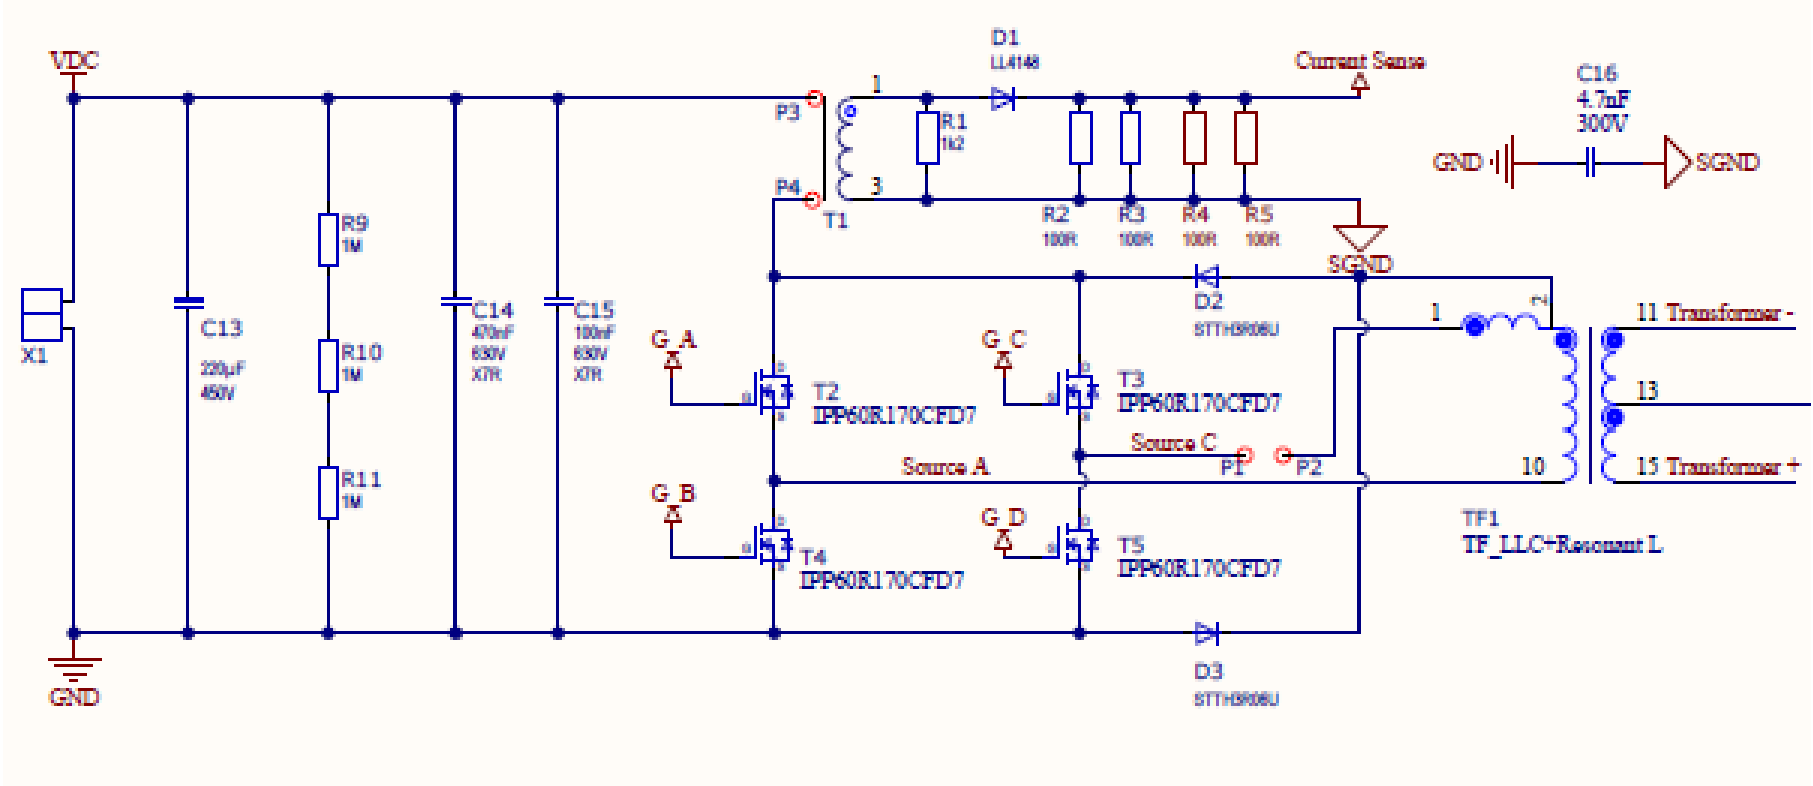 VDC
D1
LL4148
Current Sense
C16
4.7nF
300V
P3
1
R1
1k2
GND
SGND
P4
3
T1
R2
100R
R3
100R
R4
100R
R5
100R
SGND
R9
1M
X1
C13
220µF
450V
R10
1M
C14
470nF
630V
X7R
C15
100nF
630V
X7R
D2
STTH3R06U
1
2
11 Transformer -
G_A
T2
IPP60R170CFD7
G_C
T3
IPP60R170CFD7
13
Source C
P1
P2
Source A
10
15 Transformer +
R11
1M
G_B
T4
IPP60R170CFD7
G_D
T5
IPP60R170CFD7
TF1
TF_LLC+Resonant L
GND
D3
STTH3R06U